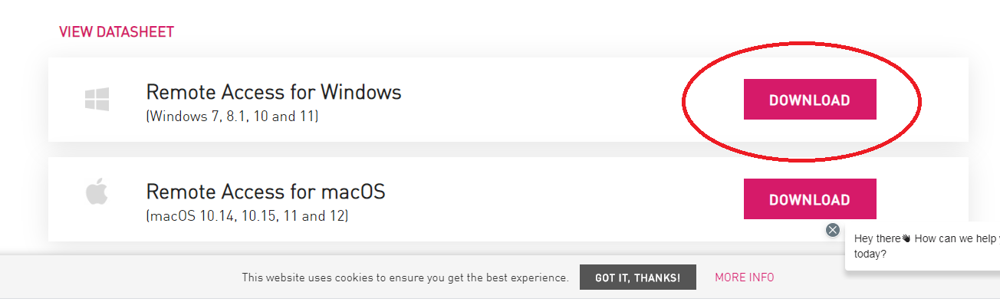 VIEW DATASHEET
Remote Access for Windows
(Windows 7, 8.1, 10 and 11)
DOWNLOAD
Remote Access for macOS
(macOS 10.14, 10.15, 11 and 12)
DOWNLOAD
Hey there👋 How can we help
today?
This website uses cookies to ensure you get the best experience.
GOT IT, THANKS!
MORE INFO